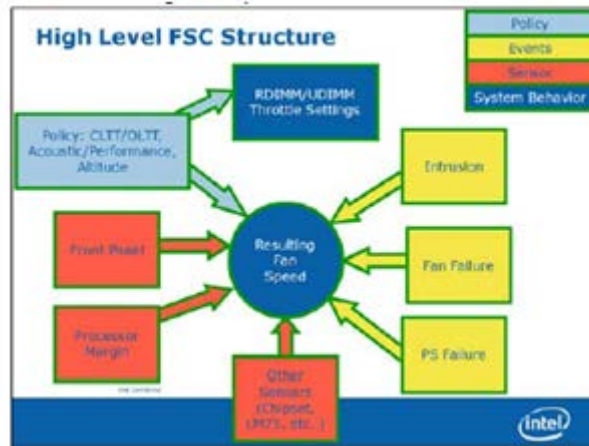 High Level FSC Structure
Policy
Events
Sensor
System Behavior
RDIMM/UDIMM
Throttle Settings
Policy: CLTT/OLTT,
Acoustic/Performance,
Altitude
Intrusion
Front Panel
Resulting
Fan
Speed
Fan Failure
Processor
Margin
PS Failure
Other
Sensors
(Chipset,
LM75, etc. )
intel